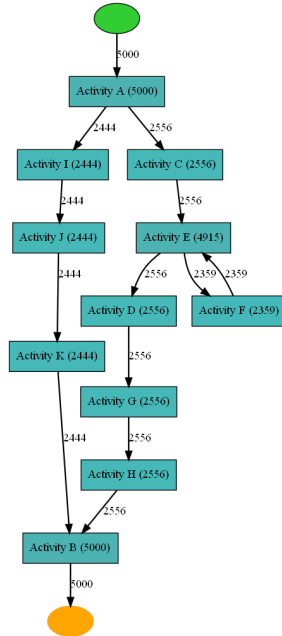 5000
Activity A (5000)
2444
2556
Activity I (2444)
Activity C (2556)
2444
2556
Activity J (2444)
Activity E (4915)
2444
2556
2359
2359
Activity D (2556)
Activity F (2359)
Activity K (2444)
2556
Activity G (2556)
2444
2556
Activity H (2556)
2556
Activity B (5000)
5000